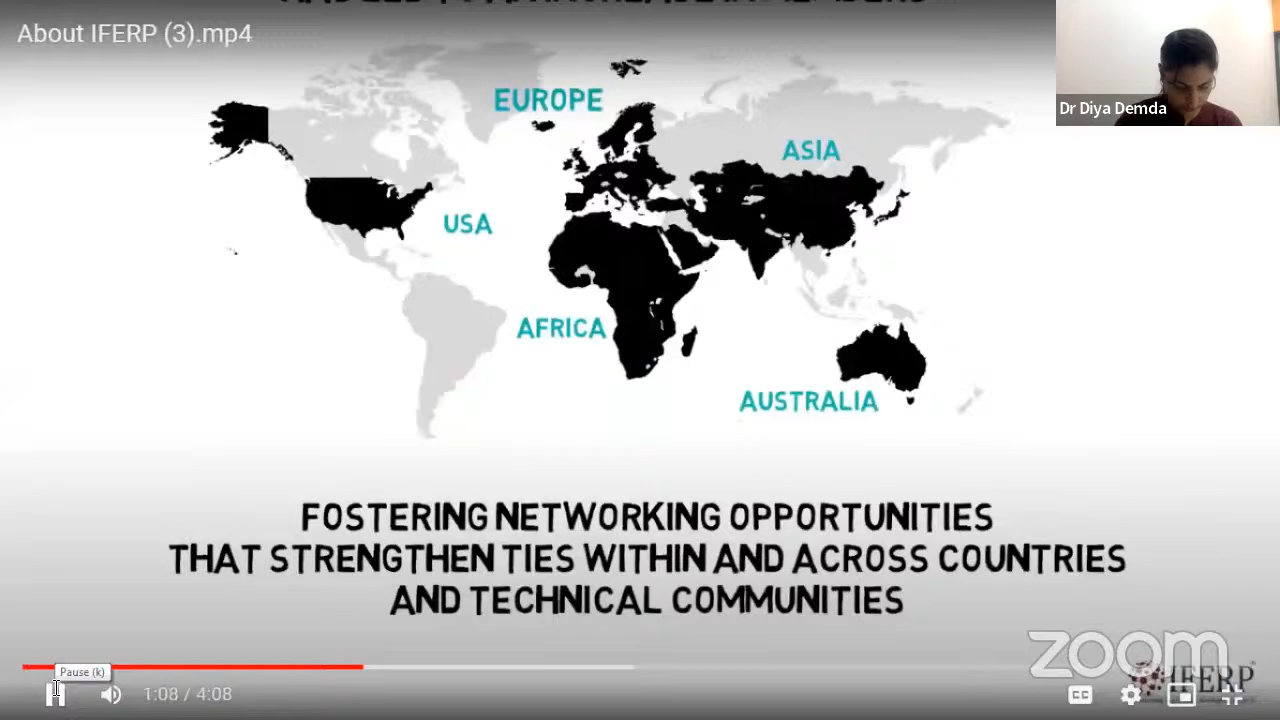 About IFERP (3).mp4
Dr Diya Demda
EUROPE
ASIA
USA
AFRICA
AUSTRALIA
FOSTERING NETWORKING OPPORTUNITIES
THAT STRENGTHEN TIES WITHIN AND ACROSS COUNTRIES
AND TECHNICAL COMMUNITIES
zoom
Pause (k)
IFERP
1:08 / 4:08
CC